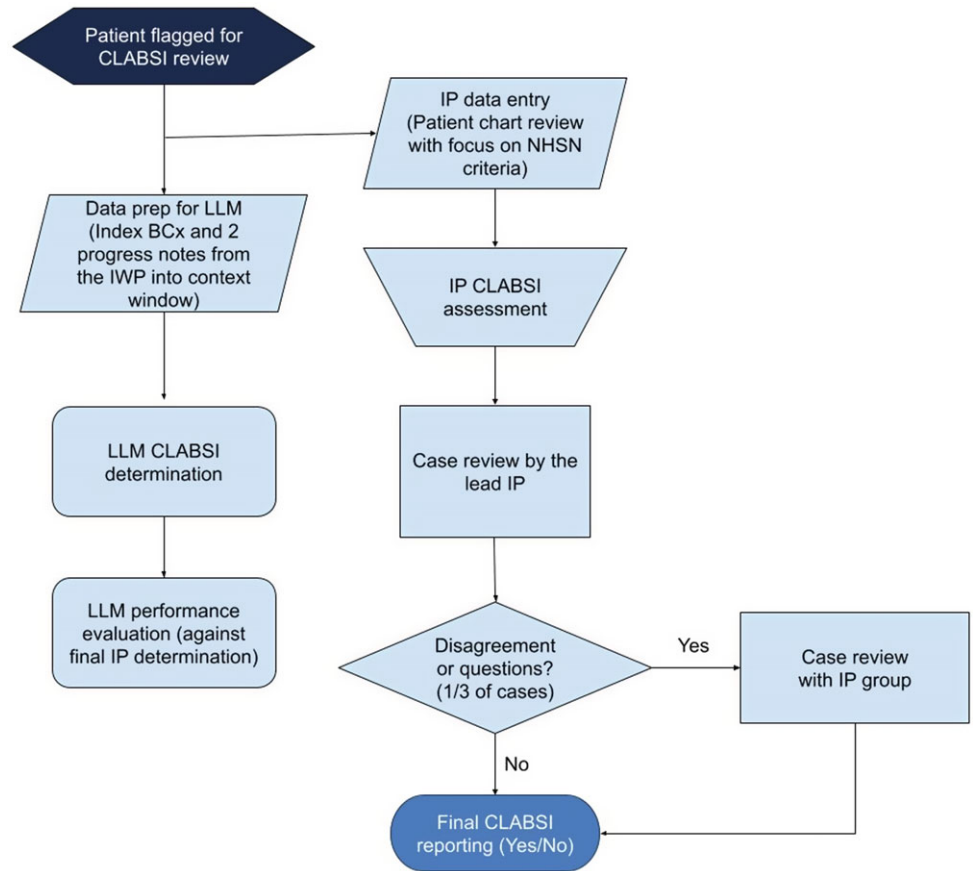 Patient flagged for
CLABSI review
IP data entry
(Patient chart review
with focus on NHSN
criteria)
Data prep for LLM
(Index BCx and 2
progress notes from
the IWP into context
window)
IP CLABSI
assessment
LLM CLABSI
determination
Case review by the
lead IP
LLM performance
evaluation (against
final IP determination)
Disagreement
or questions?
(1/3 of cases)
Yes
Case review
with IP group
No
Final CLABSI
reporting (Yes/No)